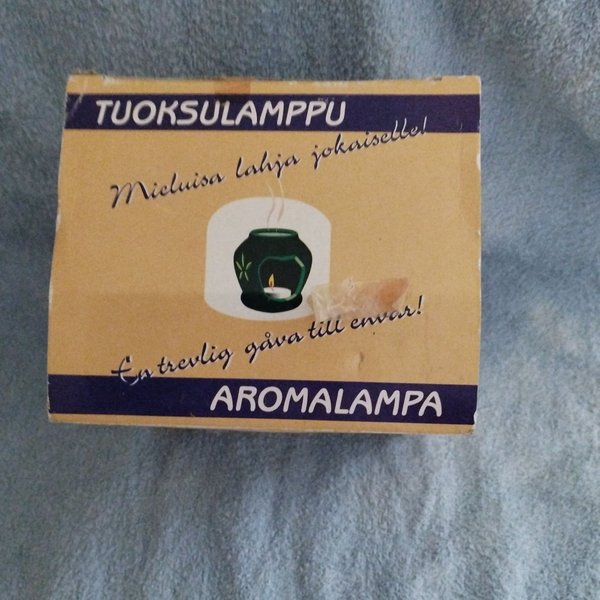 TUOKSULAMPPU
Mieluisa lahja jokaiselle!
En trevlig gåva till envar!
AROMALAMPA